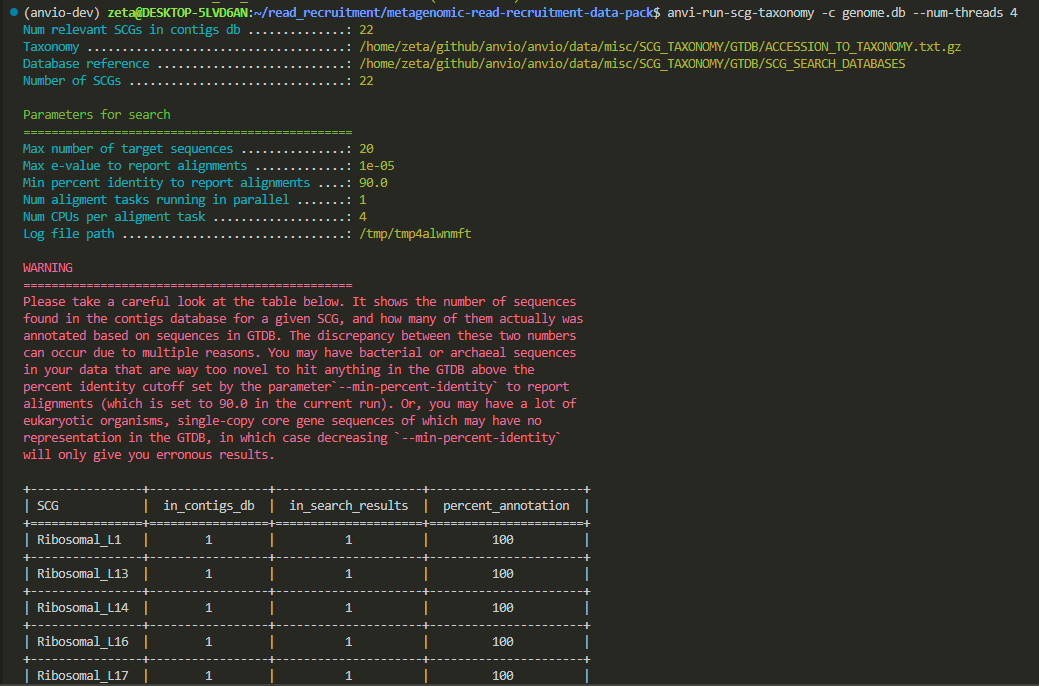 (anvio-dev) zeta@DESKTOP-5LVD6AN:~/read_recruitment/metagenomic-read-recruitment-data-pack$ anvi-run-scg-taxonomy -c genome.db --num-threads 4
Num relevant SCGs in contigs db ..............: 22
Taxonomy .....................................: /home/zeta/github/anvio/anvio/data/misc/SCG_TAXONOMY/GTDB/ACCESSION_TO_TAXONOMY.txt.gz
Database reference ...........................: /home/zeta/github/anvio/anvio/data/misc/SCG_TAXONOMY/GTDB/SCG_SEARCH_DATABASES
Number of SCGs ...............................: 22
Parameters for search
===============================================
Max number of target sequences ...............: 20
Max e-value to report alignments .............: 1e-05
Min percent identity to report alignments ....: 90.0
Num aligment tasks running in parallel .......: 1
Num CPUs per aligment task ...................: 4
Log file path ................................: /tmp/tmp4alwnmft
WARNING
===============================================
Please take a careful look at the table below. It shows the number of sequences
found in the contigs database for a given SCG, and how many of them actually was
annotated based on sequences in GTDB. The discrepancy between these two numbers
can occur due to multiple reasons. You may have bacterial or archaeal sequences
in your data that are way too novel to hit anything in the GTDB above the
percent identity cutoff set by the parameter`--min-percent-identity` to report
alignments (which is set to 90.0 in the current run). Or, you may have a lot of
eukaryotic organisms, single-copy core gene sequences of which may have no
representation in the GTDB, in which case decreasing `--min-percent-identity`
will only give you erronous results.
+----------------+-----------------+---------------------+----------------------+
| SCG            |  in_contigs_db  |  in_search_results  |  percent_annotation  |
+================+=================+=====================+======================+
| Ribosomal_L1   |        1        |          1          |         100          |
+----------------+-----------------+---------------------+----------------------+
| Ribosomal_L13  |        1        |          1          |         100          |
+----------------+-----------------+---------------------+----------------------+
| Ribosomal_L14  |        1        |          1          |         100          |
+----------------+-----------------+---------------------+----------------------+
| Ribosomal_L16  |        1        |          1          |         100          |
+----------------+-----------------+---------------------+----------------------+
| Ribosomal_L17  |        1        |          1          |         100          |